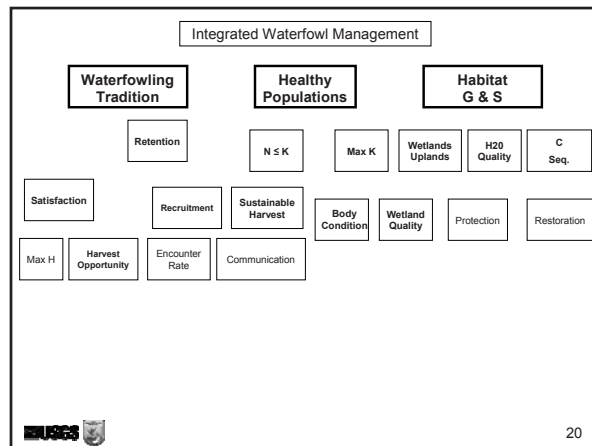 Integrated Waterfowl Management
Waterfowling
Tradition
Healthy
Populations
Habitat
G & S
Retention
N ≤ K
Max K
Wetlands
Uplands
H20
Quality
C
Seq.
Satisfaction
Recruitment
Sustainable
Harvest
Body
Condition
Wetland
Quality
Protection
Restoration
Max H
Harvest
Opportunity
Encounter
Rate
Communication
USGS
20